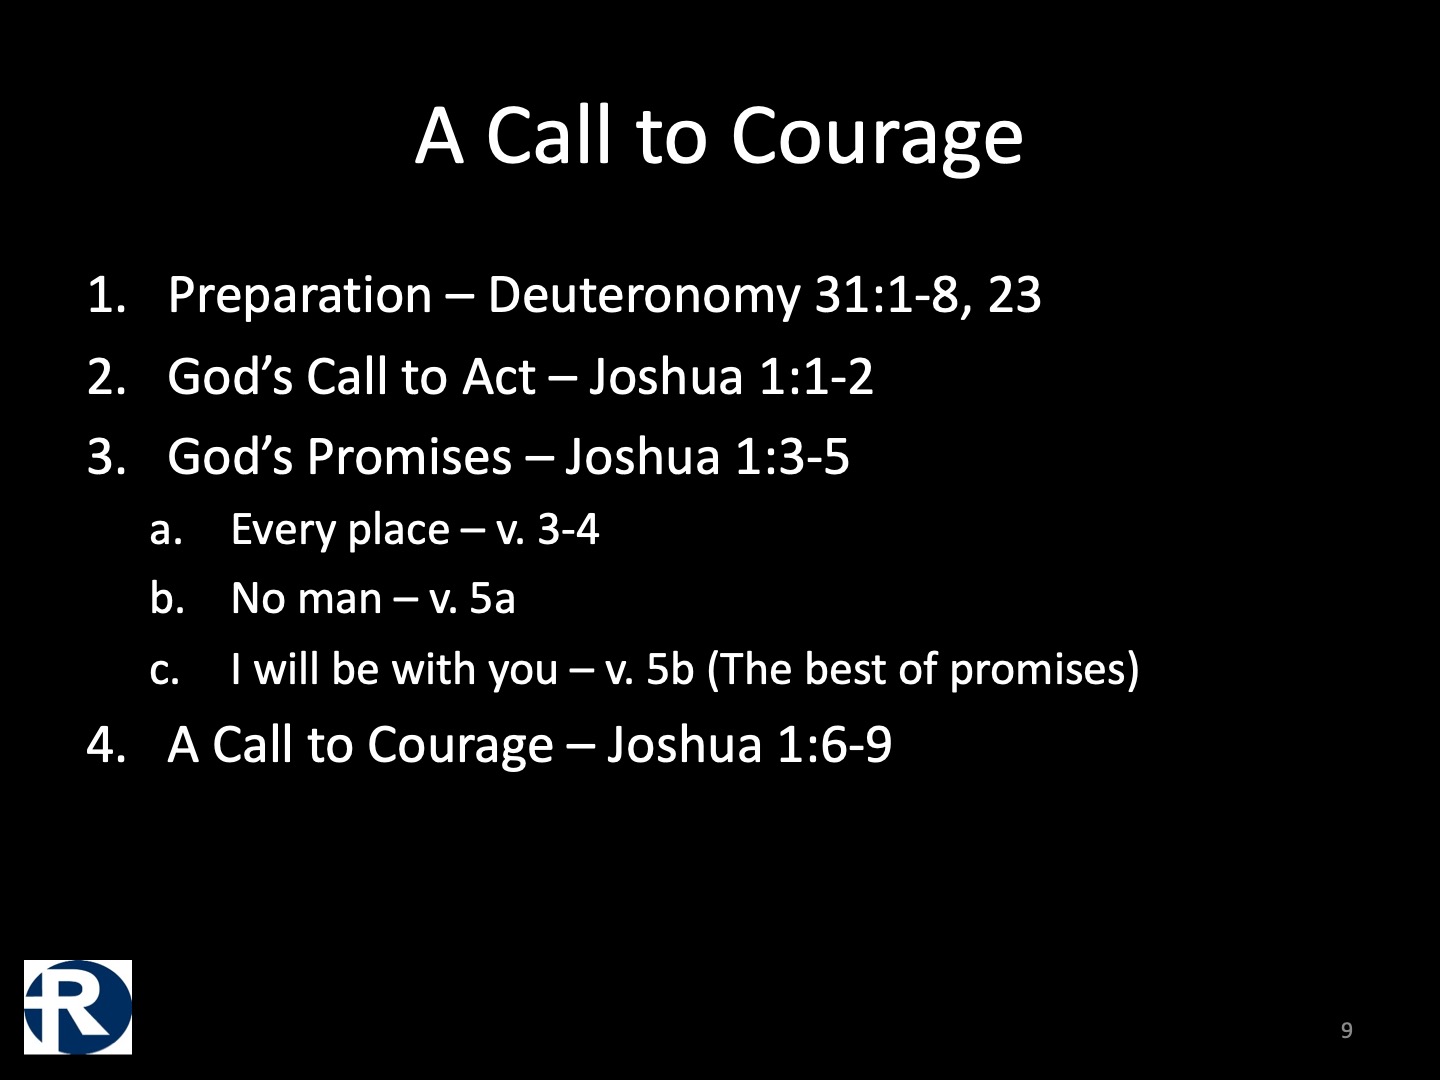 A Call to Courage
1. Preparation – Deuteronomy 31:1-8, 23
2. God’s Call to Act – Joshua 1:1-2
3. God’s Promises – Joshua 1:3-5
a. Every place – v. 3-4
b. No man – v. 5a
c. I will be with you – v. 5b (The best of promises)
4. A Call to Courage – Joshua 1:6-9
R
9